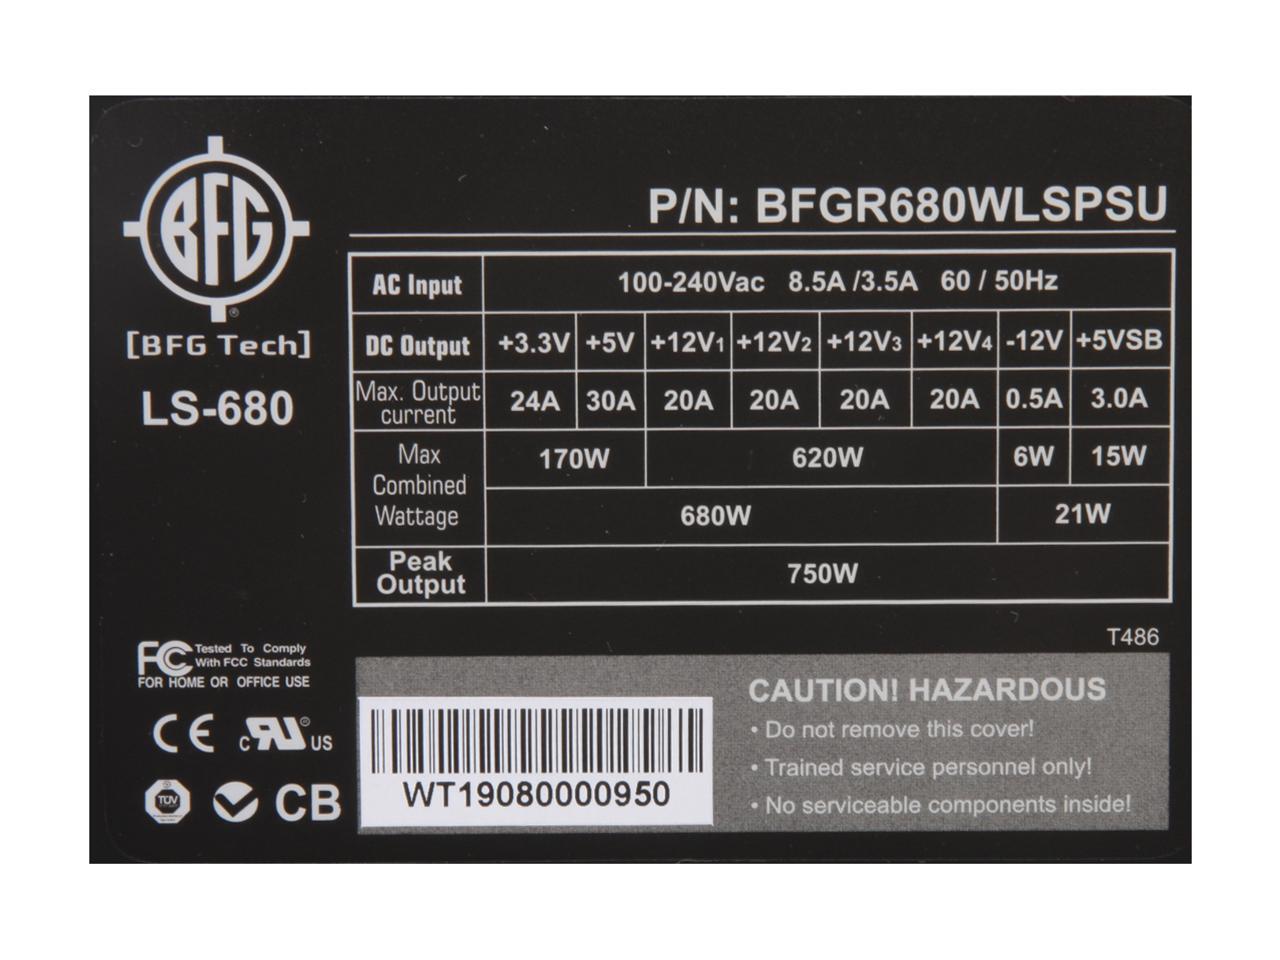 BFG
®
[BFG Tech]
LS-680
P/N: BFGR680WLSPSU
AC Input 100-240Vac 8.5A /3.5A 60 / 50Hz
DC Output +3.3V +5V +12V1 +12V2 +12V3 +12V4 -12V +5VSB
Max. Output current 24A 30A 20A 20A 20A 20A 0.5A 3.0A
Max Combined Wattage 170W 620W 6W 15W
680W 21W
Peak Output 750W
T486
FC Tested To Comply
With FCC Standards
FOR HOME OR OFFICE USE
CE c RU ® US
TÜV CB
WT19080000950
CAUTION! HAZARDOUS
• Do not remove this cover!
• Trained service personnel only!
• No serviceable components inside!